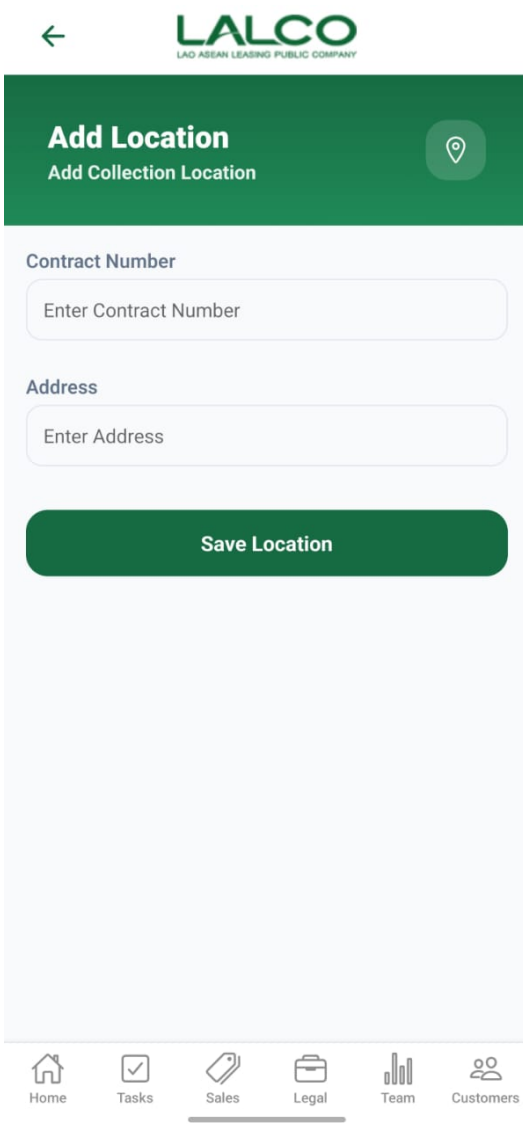 LALCO
LAO ASEAN LEASING PUBLIC COMPANY
Add Location
Add Collection Location
Contract Number
Enter Contract Number
Address
Enter Address
Save Location
Home Tasks Sales Legal Team Customers